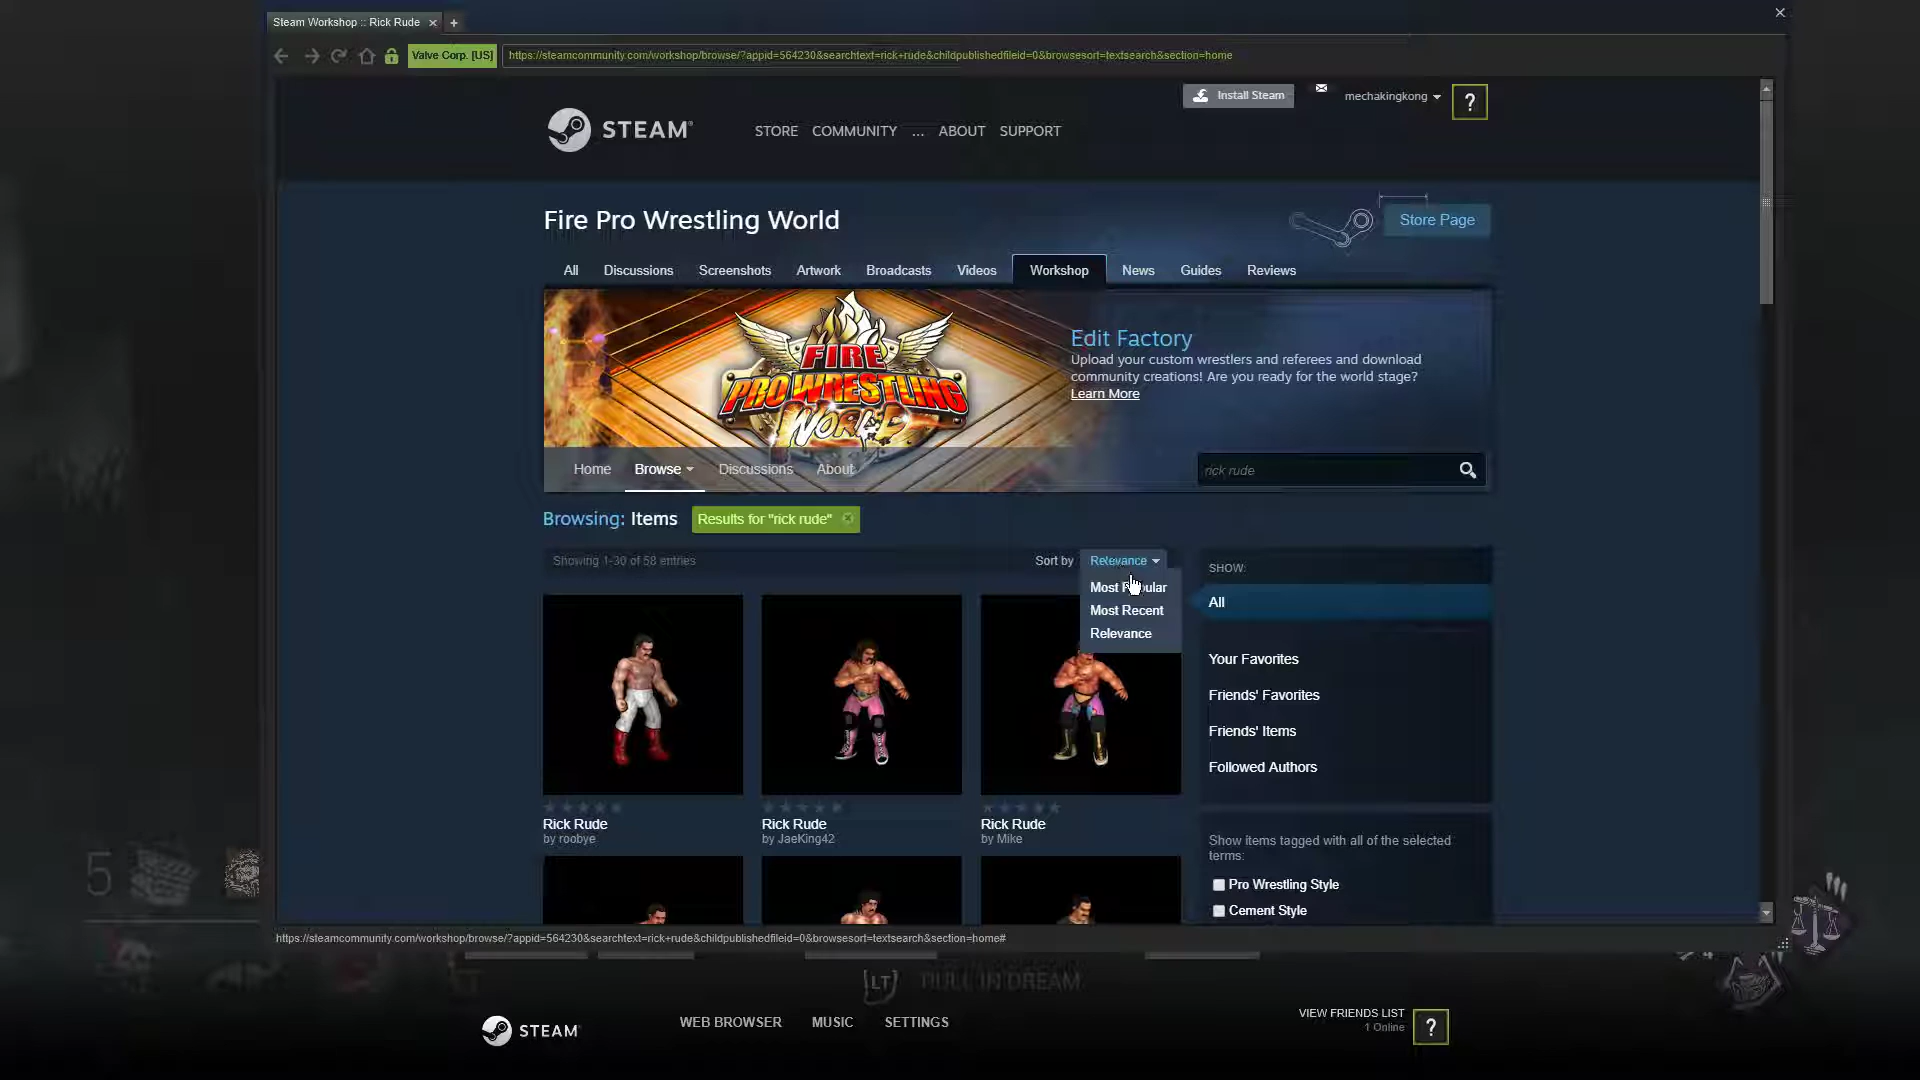 Steam Workshop :: Rick Rude
Valve Corp. [US]
https://steamcommunity.com/workshop/browse/?appid=564230&searchtext=rick+rude&childpublishedfileid=0&browsesort=textsearch&section=home
Install Steam
mechakingkong
?
STEAM
STORE COMMUNITY ... ABOUT SUPPORT
Fire Pro Wrestling World
Store Page
All Discussions Screenshots Artwork Broadcasts Videos Workshop News Guides Reviews
FIRE
PRO WRESTLING
WORLD
Edit Factory
Upload your custom wrestlers and referees and download
community creations! Are you ready for the world stage?
Learn More
Home Browse Discussions About
rick rude
Browsing: Items Results for "rick rude"
Showing 1-30 of 58 entries
Sort by Relevance
Most Popular
Most Recent
Relevance
SHOW:
All
Your Favorites
Friends' Favorites
Friends' Items
Followed Authors
Rick Rude
by roobye
Rick Rude
by JaeKing42
Rick Rude
by Mike
Show items tagged with all of the selected
terms:
Pro Wrestling Style
Cement Style
5
https://steamcommunity.com/workshop/browse/?appid=564230&searchtext=rick+rude&childpublishedfileid=0&browsesort=textsearch&section=home#
LT PULL IN DREAM
STEAM
WEB BROWSER MUSIC SETTINGS
VIEW FRIENDS LIST
1 Online
?